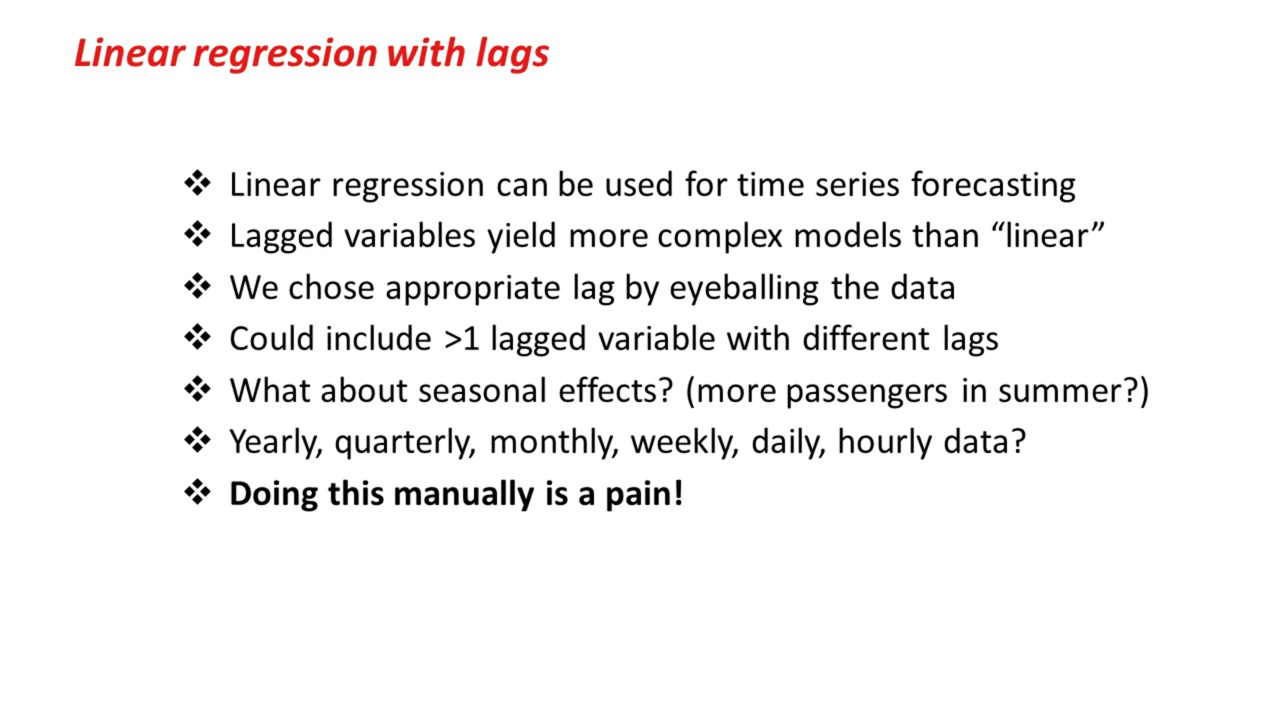 Linear regression with lags
❖ Linear regression can be used for time series forecasting
❖ Lagged variables yield more complex models than “linear”
❖ We chose appropriate lag by eyeballing the data
❖ Could include >1 lagged variable with different lags
❖ What about seasonal effects? (more passengers in summer?)
❖ Yearly, quarterly, monthly, weekly, daily, hourly data?
❖ Doing this manually is a pain!